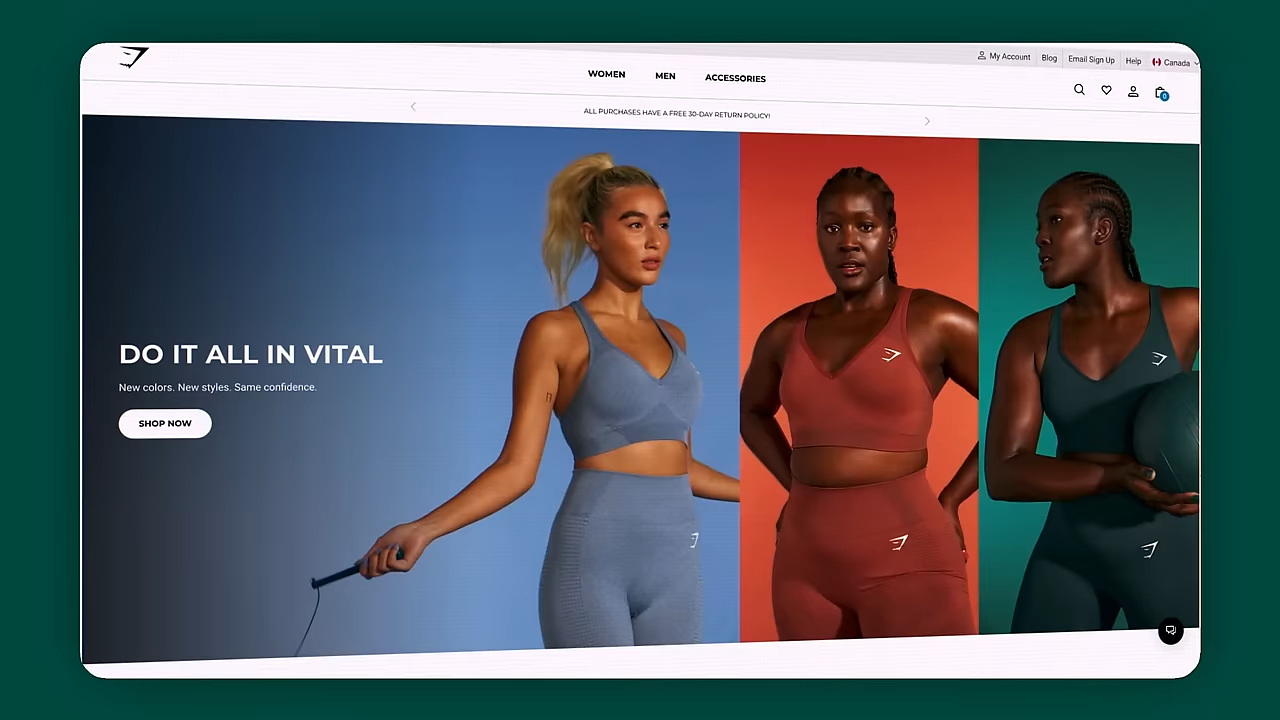 My Account
Blog
Email Sign Up
Help
Canada
WOMEN
MEN
ACCESSORIES
0
ALL PURCHASES HAVE A FREE 30-DAY RETURN POLICY!
DO IT ALL IN VITAL
New colors. New styles. Same confidence.
SHOP NOW